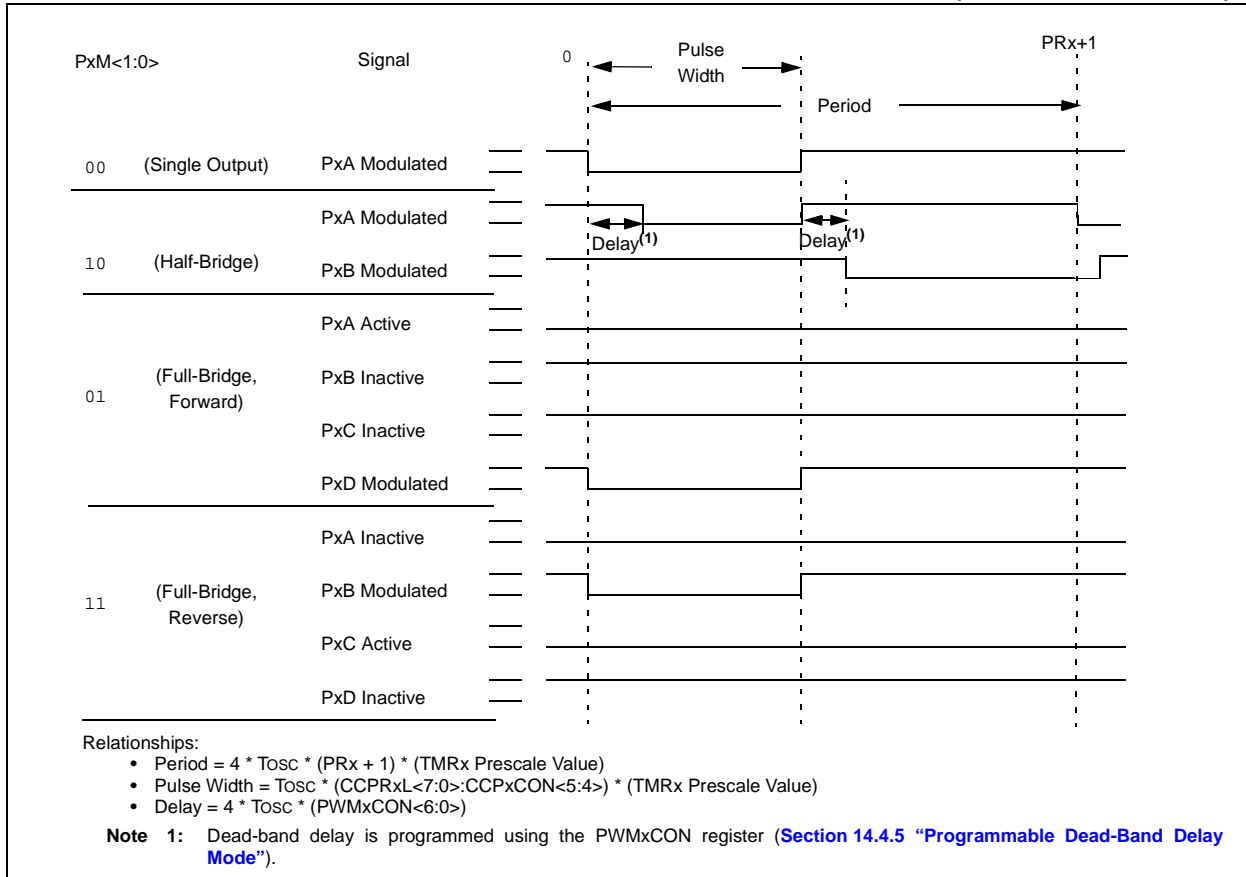 PxM<1:0>
Signal
0
Pulse
Width
PRx+1
Period
00
(Single Output)
PxA Modulated
PxA Modulated
Delay(1)
Delay(1)
10
(Half-Bridge)
PxB Modulated
PxA Active
01
(Full-Bridge,
Forward)
PxB Inactive
PxC Inactive
PxD Modulated
PxA Inactive
11
(Full-Bridge,
Reverse)
PxB Modulated
PxC Active
PxD Inactive
Relationships:
• Period = 4 * TOSC * (PRx + 1) * (TMRx Prescale Value)
• Pulse Width = TOSC * (CCPRxL<7:0>:CCPxCON<5:4>) * (TMRx Prescale Value)
• Delay = 4 * TOSC * (PWMxCON<6:0>)
Note 1: Dead-band delay is programmed using the PWMxCON register (Section 14.4.5 “Programmable Dead-Band Delay
Mode”).